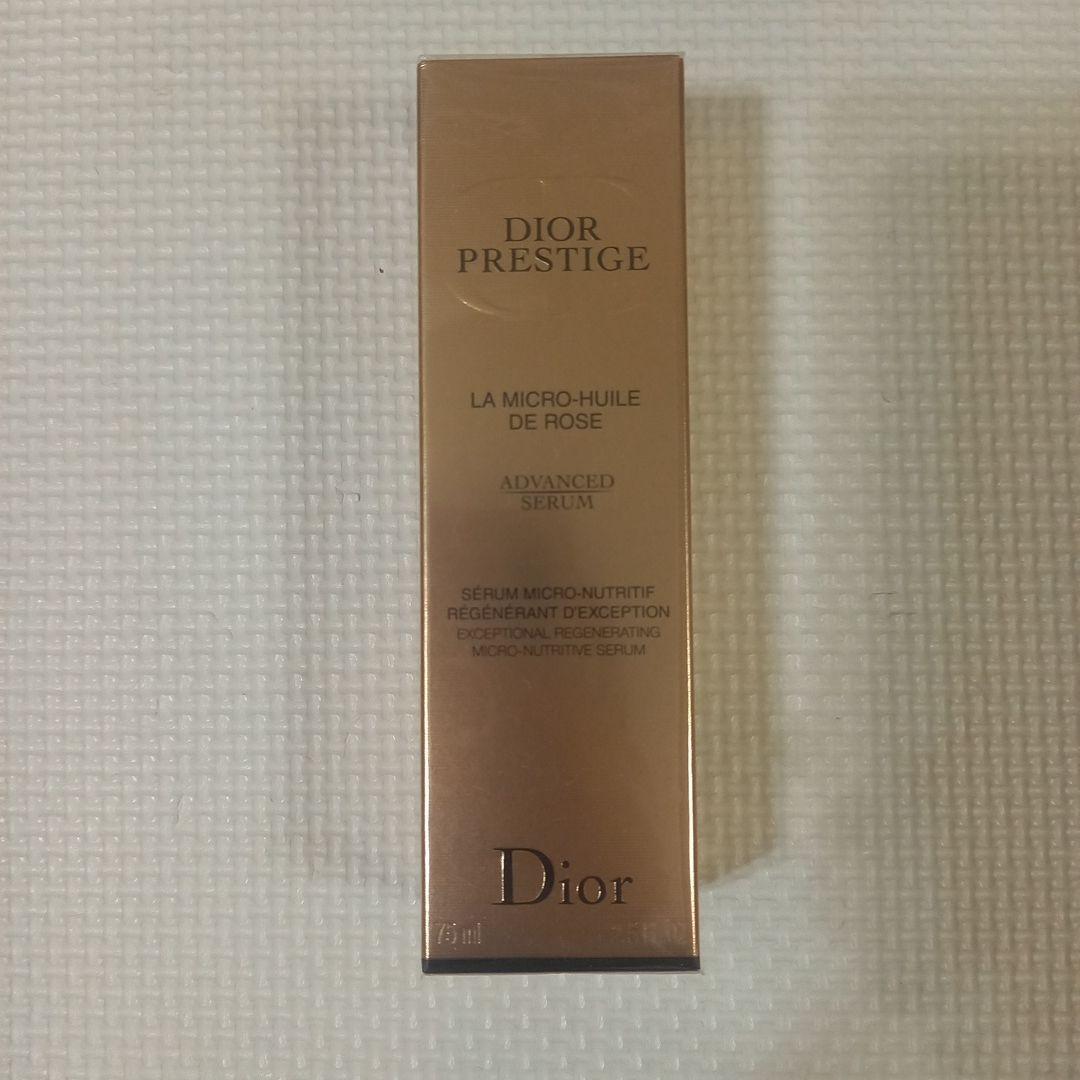 DIOR
PRESTIGE
LA MICRO-HUILE
DE ROSE
ADVANCED
SERUM
SÉRUM MICRO-NUTRITIF
RÉGÉNÉRANT D'EXCEPTION
EXCEPTIONAL REGENERATING
MICRO-NUTRITIVE SERUM
Dior
75 ml